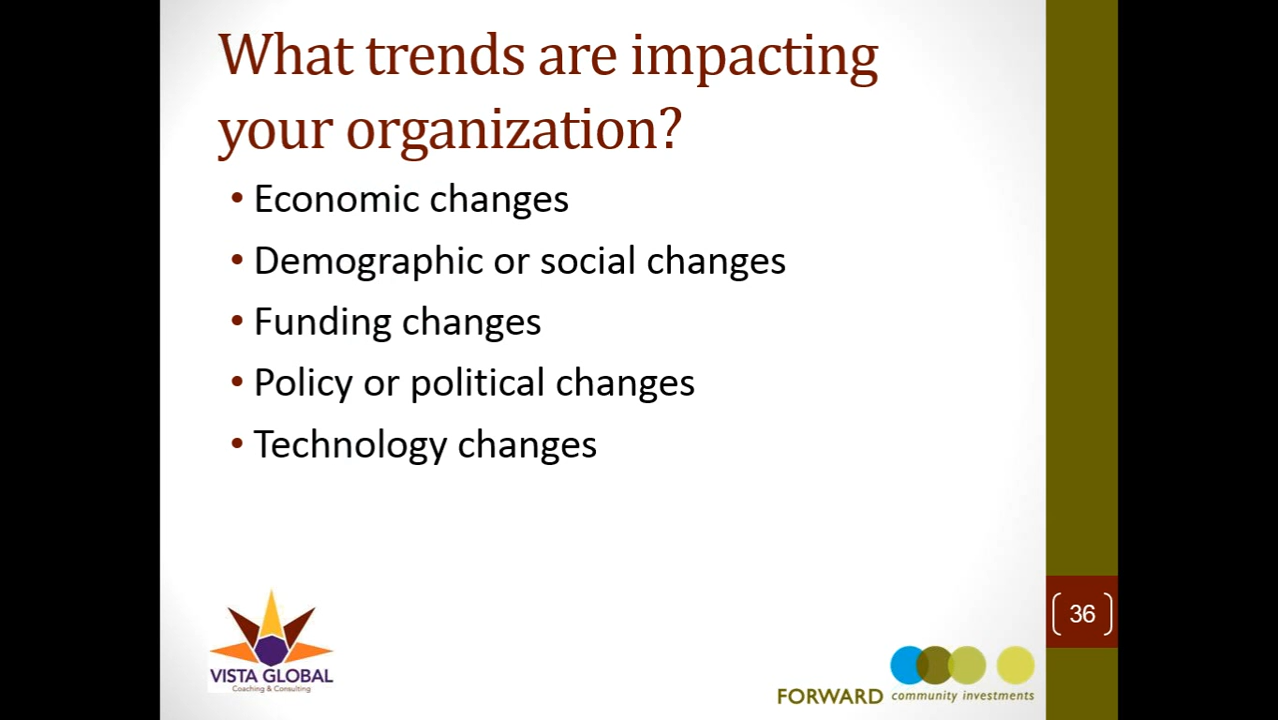 What trends are impacting
your organization?
• Economic changes
• Demographic or social changes
• Funding changes
• Policy or political changes
• Technology changes
36
VISTA GLOBAL
Coaching & Consulting
FORWARD community investments